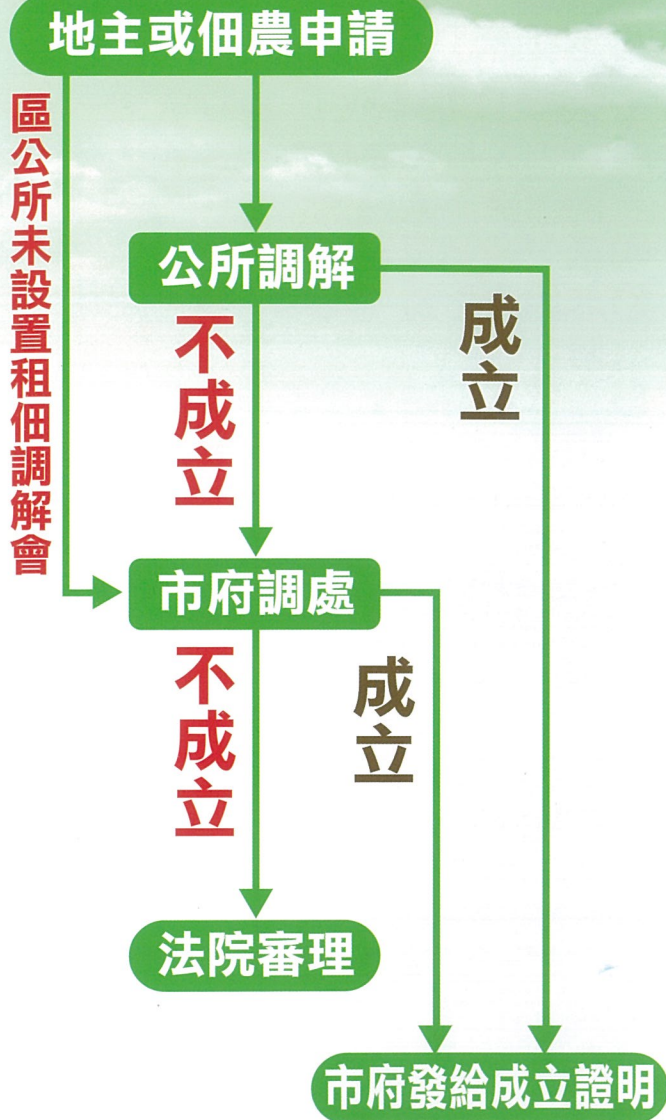 地主或佃農申請
區公所未設置租佃調解會
公所調解
不成立
成立
市府調處
不成立
成立
法院審理
市府發給成立證明